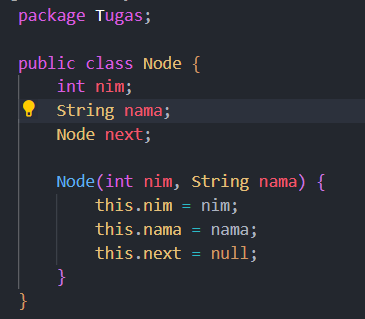 package Tugas;
public class Node {
int nim;
String nama;
Node next;
Node(int nim, String nama) {
this.nim = nim;
this.nama = nama;
this.next = null;
}
}